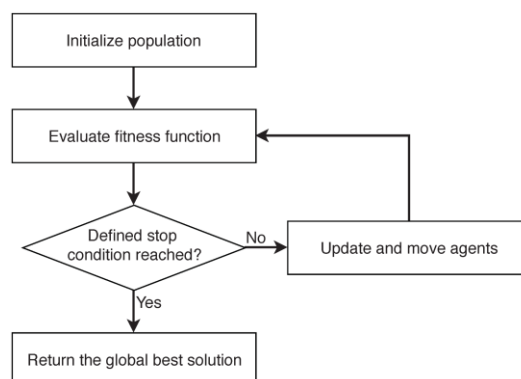 Initialize population
Evaluate fitness function
Defined stop
condition reached?
No
Update and move agents
Yes
Return the global best solution